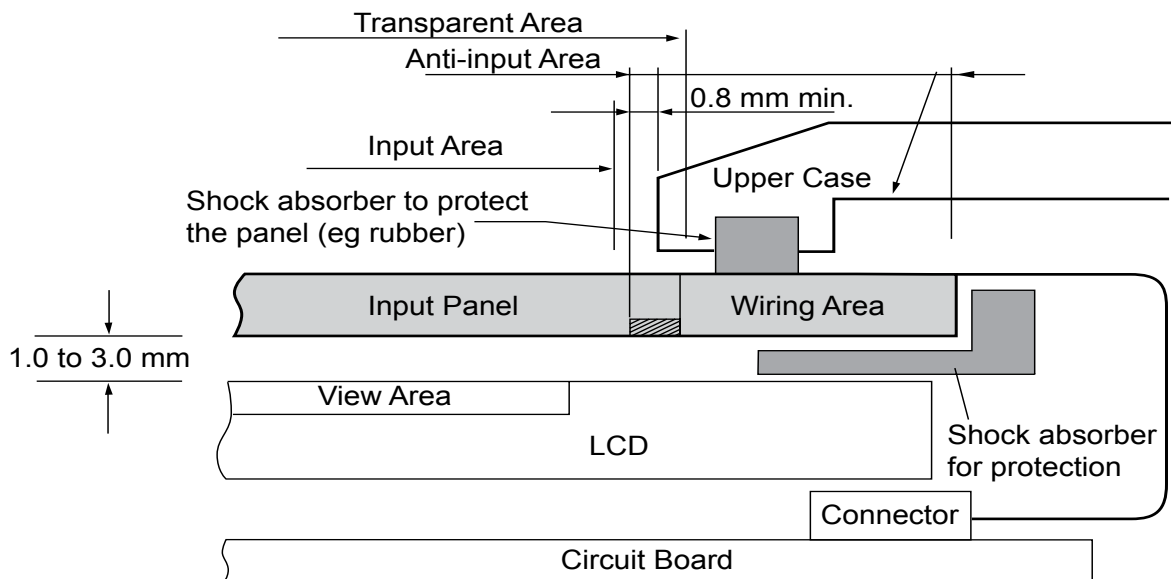 Transparent Area
Anti-input Area
0.8 mm min.
Input Area
Upper Case
Shock absorber to protect
the panel (eg rubber)
Input Panel
Wiring Area
1.0 to 3.0 mm
View Area
LCD
Shock absorber
for protection
Connector
Circuit Board